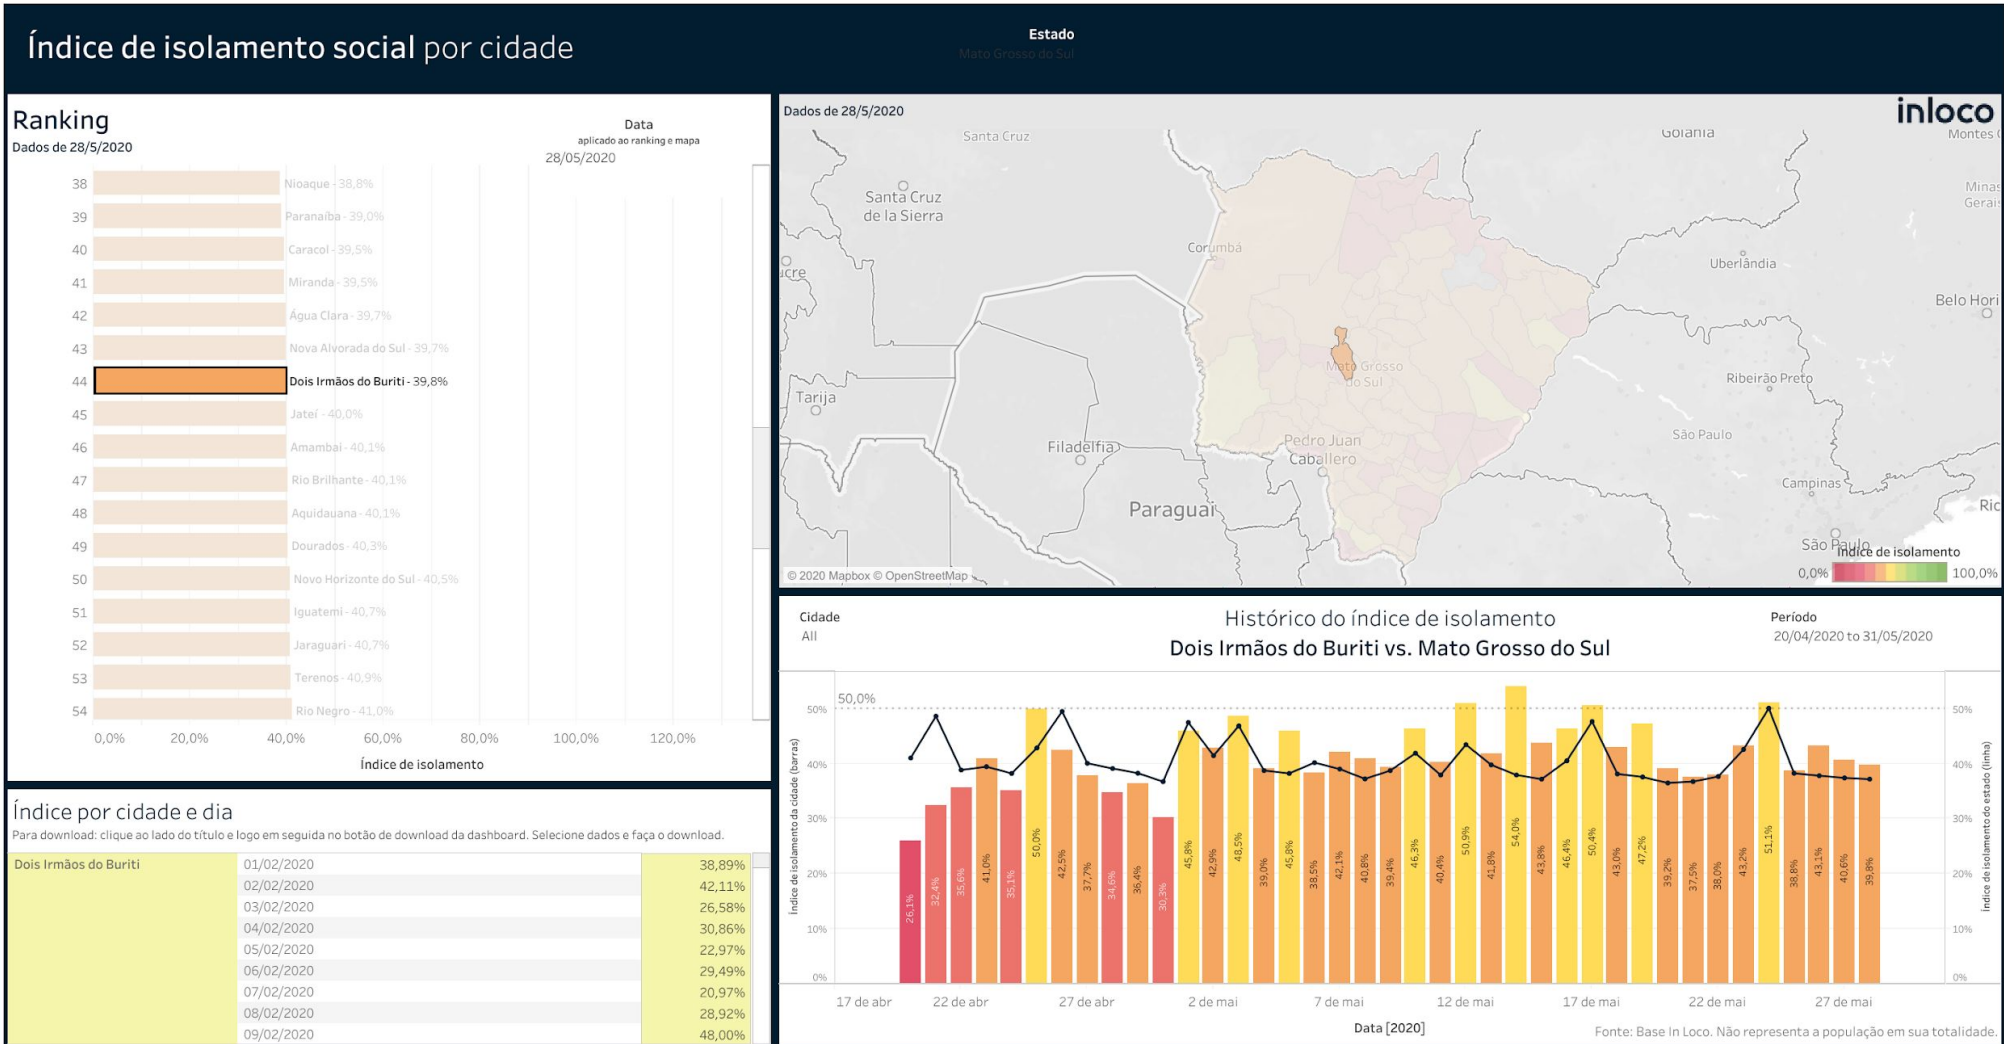 Índice de isolamento social por cidade
Estado
Mato Grosso do Sul
Ranking
Dados de 28/5/2020
Data
aplicado ao ranking e mapa
28/05/2020
38 Nioaque - 38,8%
39 Paranaíba - 39,0%
40 Caracol - 39,5%
41 Miranda - 39,5%
42 Água Clara - 39,7%
43 Nova Alvorada do Sul - 39,7%
44 Dois Irmãos do Buriti - 39,8%
45 Jateí - 40,0%
46 Amambai - 40,1%
47 Rio Brilhante - 40,1%
48 Aquidauana - 40,1%
49 Dourados - 40,3%
50 Novo Horizonte do Sul - 40,5%
51 Iguatemi - 40,7%
52 Jaraguari - 40,7%
53 Terenos - 40,9%
54 Rio Negro - 41,0%
0,0% 20,0% 40,0% 60,0% 80,0% 100,0% 120,0%
Índice de isolamento
Índice por cidade e dia
Para download: clique ao lado do título e logo em seguida no botão de download da dashboard. Selecione dados e faça o download.
Dois Irmãos do Buriti 01/02/2020 38,89%
02/02/2020 42,11%
03/02/2020 26,58%
04/02/2020 30,86%
05/02/2020 22,97%
06/02/2020 29,49%
07/02/2020 20,97%
08/02/2020 28,92%
09/02/2020 48,00%
Dados de 28/5/2020
inloco
Santa Cruz
Goiânia
Montes
Santa Cruz
de la Sierra
Minas
Gerais
Corumbá
ucre
Uberlândia
Belo Hori
Mato Grosso
do Sul
Ribeirão Preto
Tarija
São Paulo
Filadelfia
Pedro Juan
Caballero
Campinas
Paraguai
Ric
São Paulo
Índice de isolamento
0,0% 100,0%
© 2020 Mapbox © OpenStreetMap
Cidade
All
Histórico do índice de isolamento
Dois Irmãos do Buriti vs. Mato Grosso do Sul
Período
20/04/2020 to 31/05/2020
Índice de isolamento da cidade (barras)
50%
40%
30%
20%
10%
0%
50,0%
26,1%
32,4%
35,6%
41,0%
35,1%
50,0%
42,5%
37,7%
34,6%
36,4%
30,3%
45,8%
42,9%
48,5%
39,0%
45,8%
38,5%
42,1%
40,8%
39,4%
46,3%
40,4%
50,9%
41,8%
54,0%
43,8%
46,4%
50,4%
43,0%
47,2%
39,2%
37,5%
38,0%
43,2%
51,1%
38,8%
43,1%
40,6%
39,8%
50%
40%
30%
20%
10%
0%
Índice de isolamento do estado (linha)
17 de abr 22 de abr 27 de abr 2 de mai 7 de mai 12 de mai 17 de mai 22 de mai 27 de mai
Data [2020]
Fonte: Base In Loco. Não representa a população em sua totalidade.